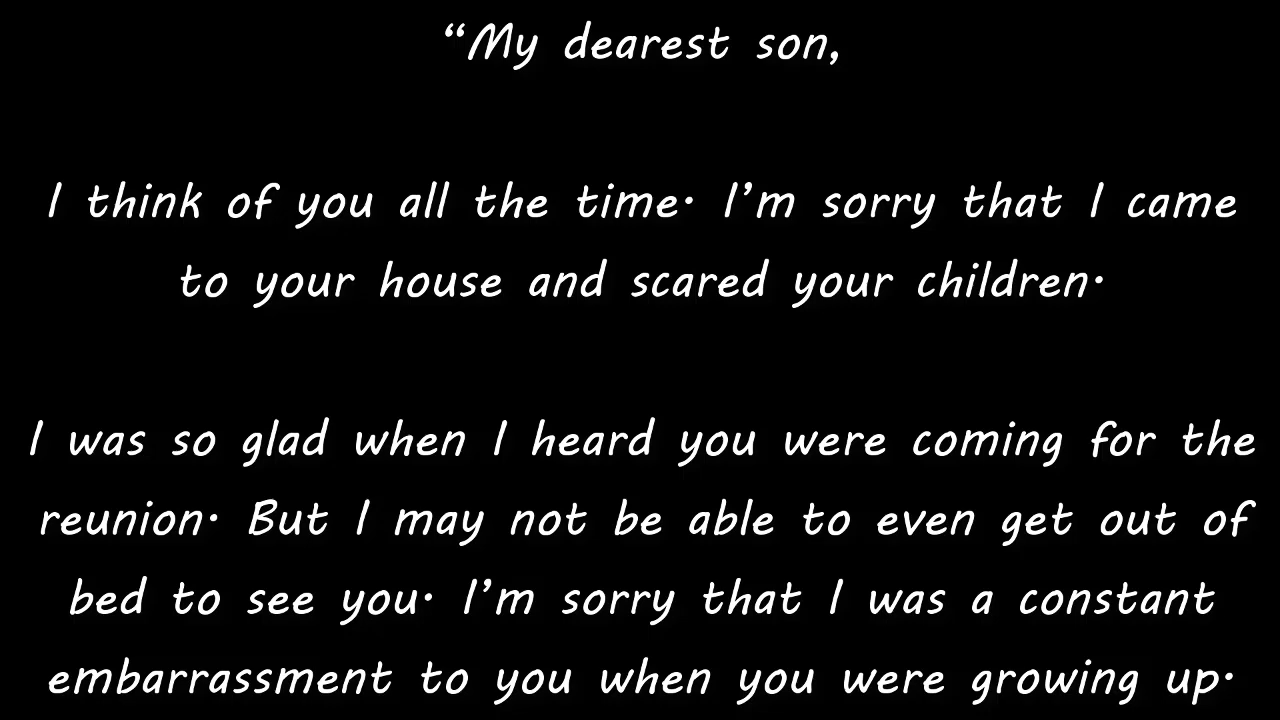 “My dearest son,
I think of you all the time. I’m sorry that I came
to your house and scared your children.
I was so glad when I heard you were coming for the
reunion. But I may not be able to even get out of
bed to see you. I’m sorry that I was a constant
embarrassment to you when you were growing up.